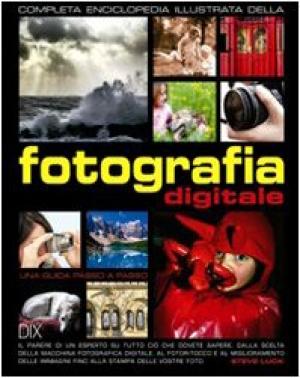 COMPLETA ENCICLOPEDIA ILLUSTRATA DELLA
fotografia
digitale
UNA GUIDA PASSO A PASSO
DIX
IL PARERE DI UN ESPERTO SU TUTTO CIÒ CHE DOVETE SAPERE, DALLA SCELTA
DELLA MACCHINA FOTOGRAFICA DIGITALE, AL FOTORITOCCO E AL MIGLIORAMENTO
DELLE IMMAGINI FINO ALLA STAMPA DELLE VOSTRE FOTO
STEVE LUCK